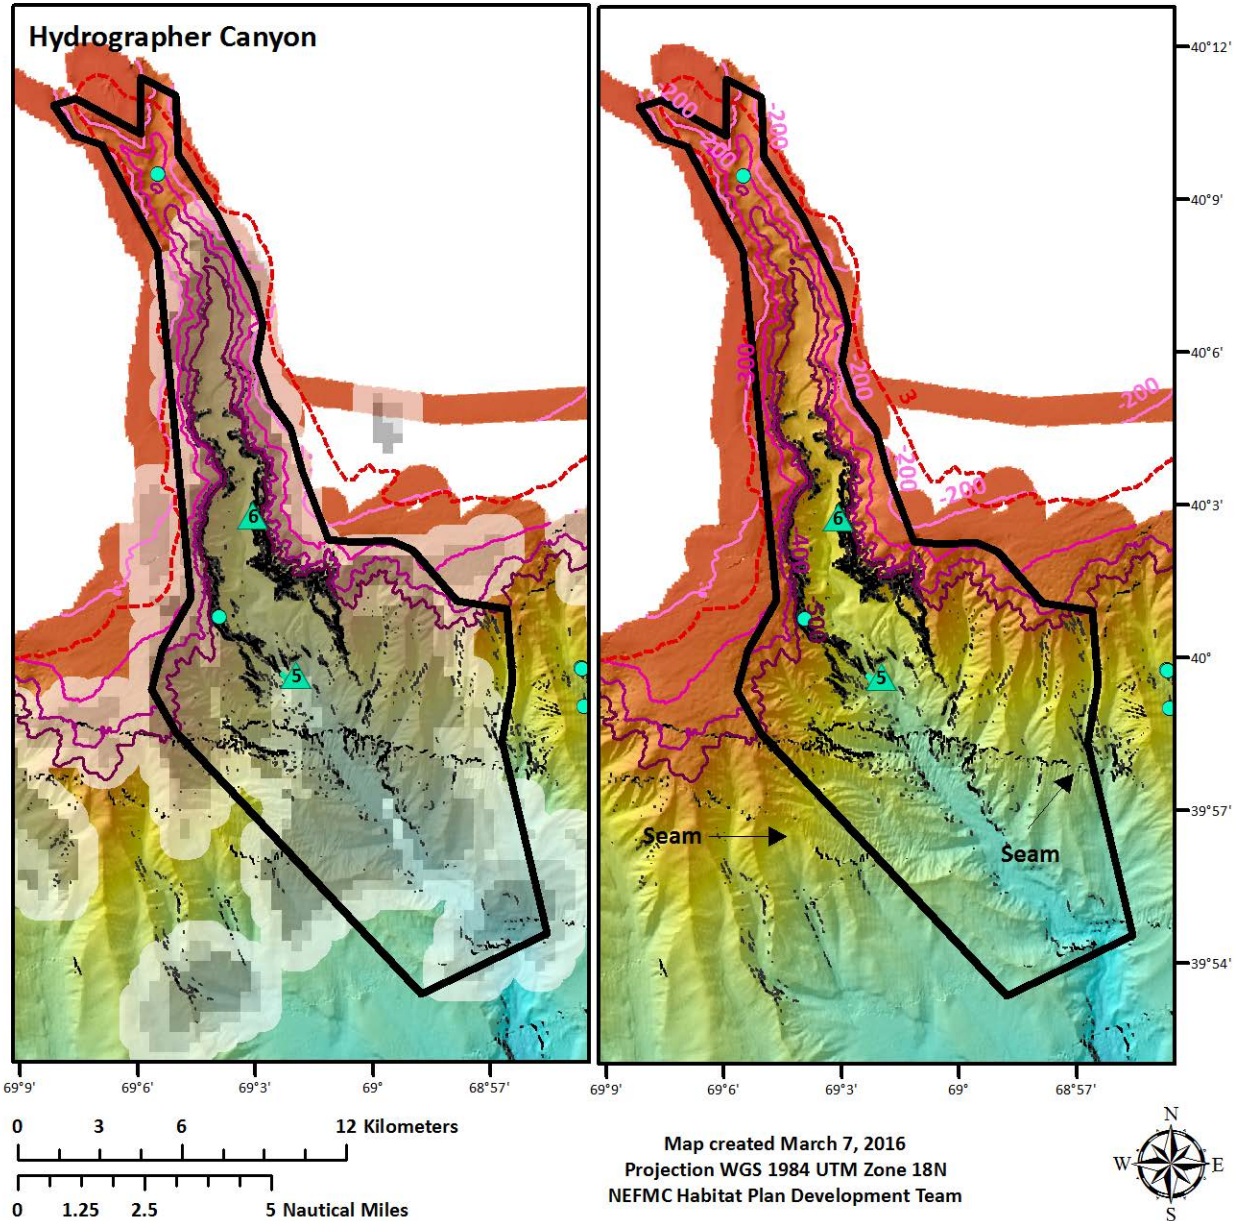 Hydrographer Canyon
6
5
-200
-200
-200
-300
200
3
-200
-200
-200
6
-400
-500
5
Seam
Seam
40°12'
40°9'
40°6'
40°3'
40°
39°57'
39°54'
69°9' 69°6' 69°3' 69° 68°57'
69°9' 69°6' 69°3' 69° 68°57'
0 3 6 12 Kilometers
0 1.25 2.5 5 Nautical Miles
Map created March 7, 2016
Projection WGS 1984 UTM Zone 18N
NEFMC Habitat Plan Development Team
N
W E
S